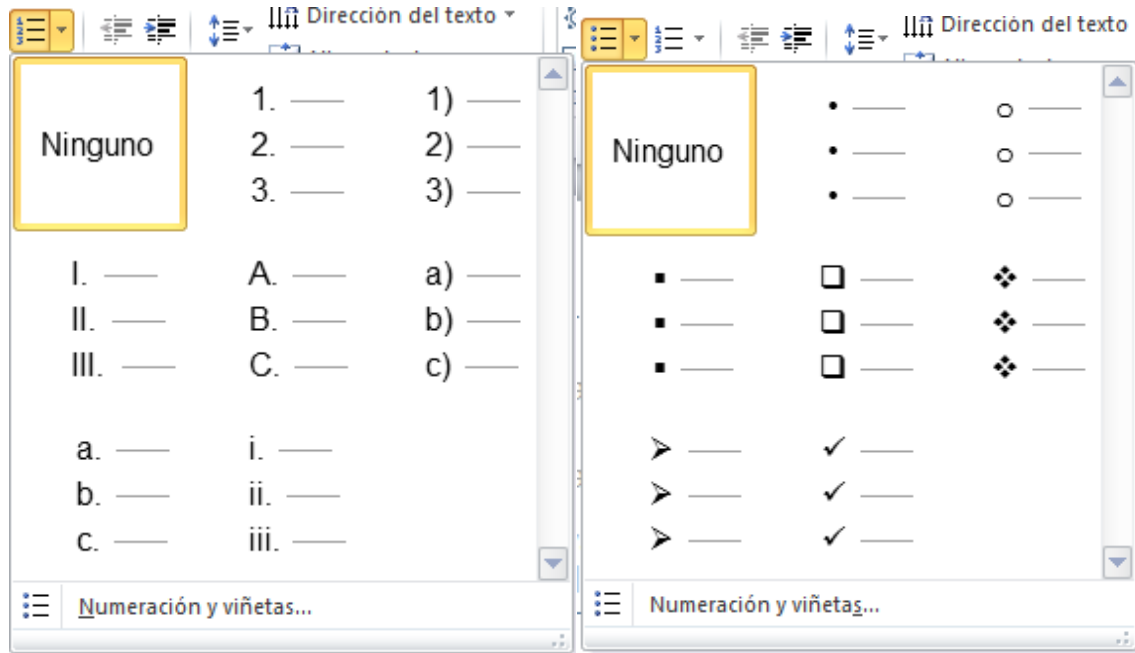 Dirección del texto
Ninguno
1.
2.
3.
1)
2)
3)
I.
II.
III.
A.
B.
C.
a)
b)
c)
a.
b.
c.
i.
ii.
iii.
Numeración y viñetas...
Dirección del texto
Ninguno
Numeración y viñetas...